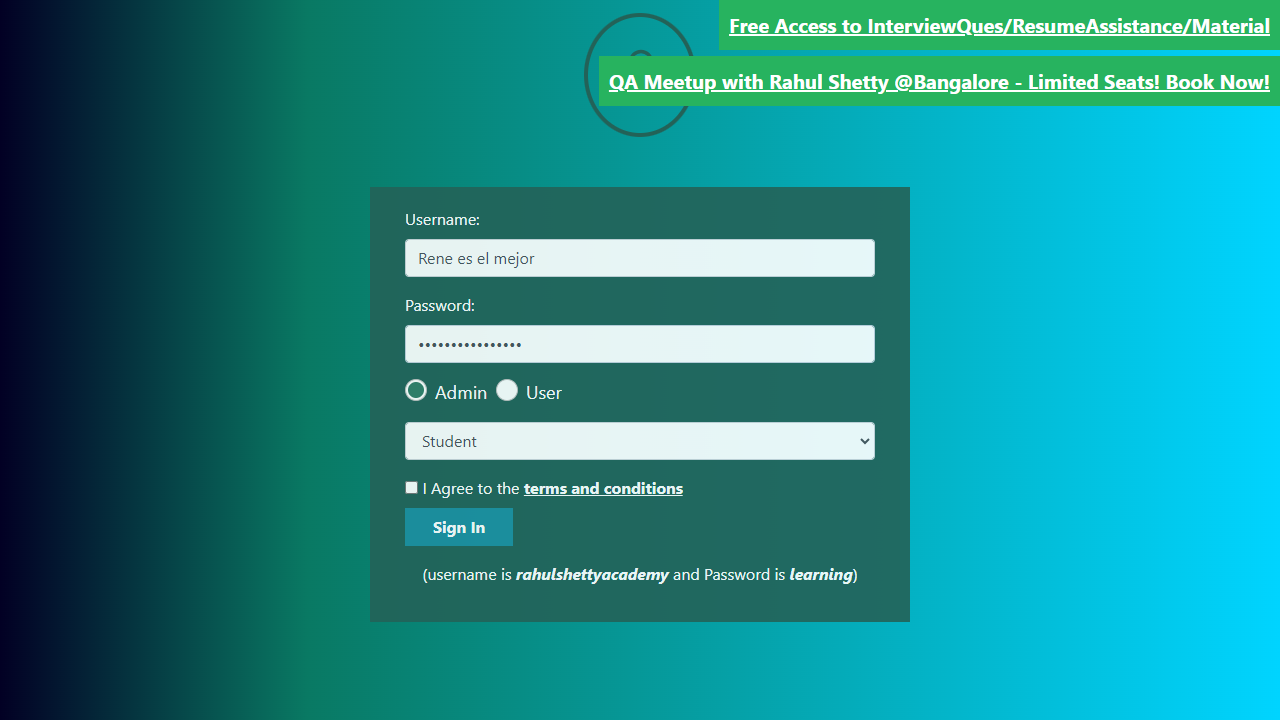 Free Access to InterviewQues/ResumeAssistance/Material
QA Meetup with Rahul Shetty @Bangalore - Limited Seats! Book Now!
Username:
Rene es el mejor
Password:
••••••••••••••••
Admin User
Student
I Agree to the terms and conditions
Sign In
(username is rahulshettyacademy and Password is learning)